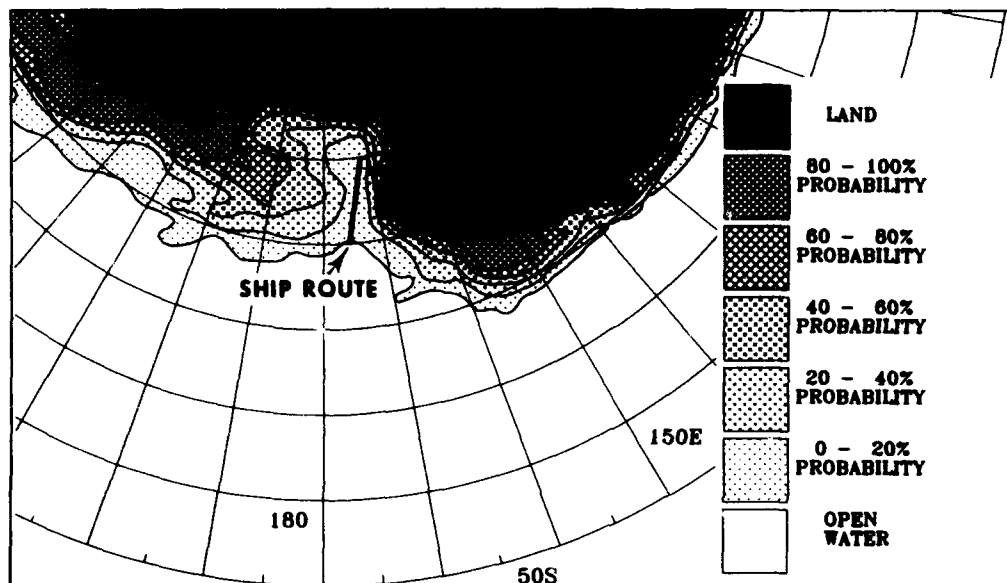 LAND
80 - 100%
PROBABILITY
60 - 80%
PROBABILITY
40 - 60%
PROBABILITY
20 - 40%
PROBABILITY
0 - 20%
PROBABILITY
OPEN
WATER
SHIP ROUTE
150E
180
50S